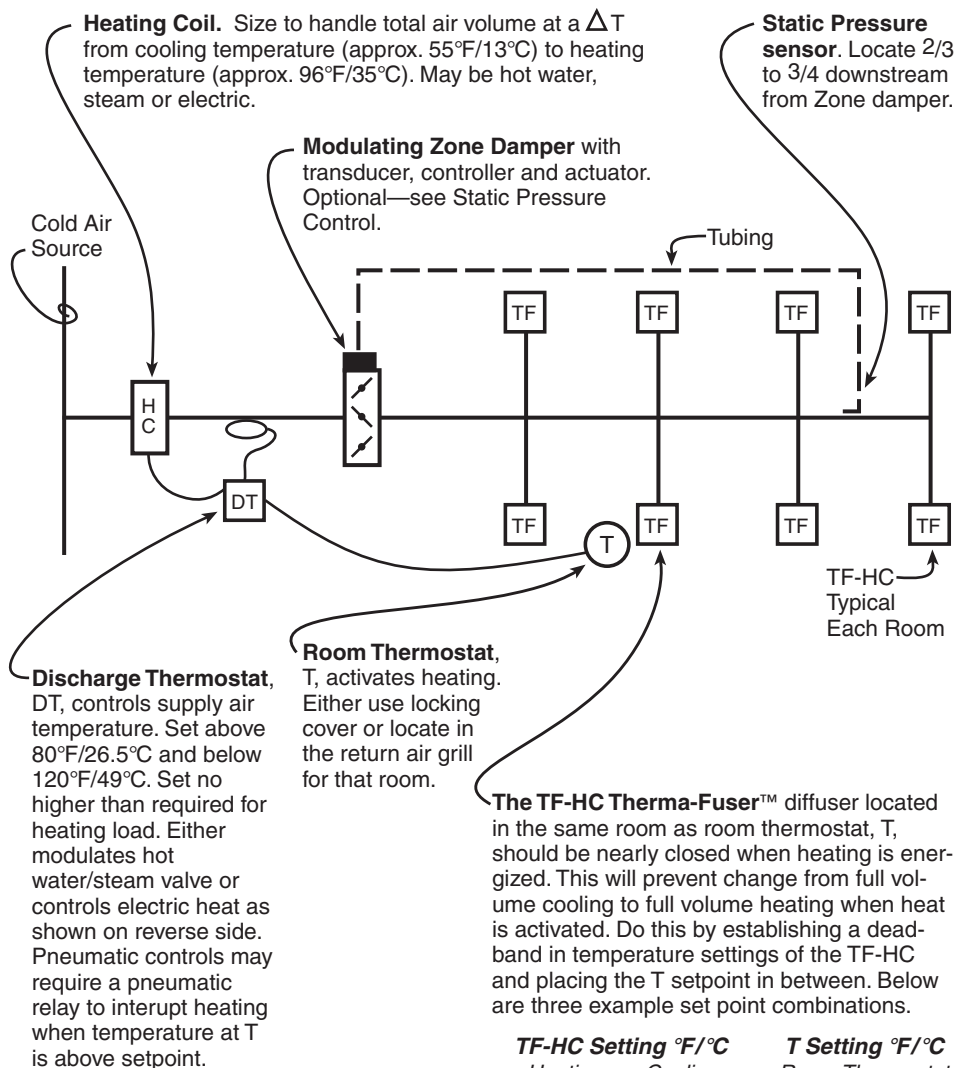 Heating Coil. Size to handle total air volume at a ΔT
from cooling temperature (approx. 55°F/13°C) to heating
temperature (approx. 96°F/35°C). May be hot water,
steam or electric.
Static Pressure
sensor. Locate 2/3
to 3/4 downstream
from Zone damper.
Modulating Zone Damper with
transducer, controller and actuator.
Optional—see Static Pressure
Control.
Cold Air
Source
Tubing
TF
TF
TF
TF
H
C
DT
T
TF
TF
TF
TF
TF-HC
Typical
Each Room
Discharge Thermostat,
DT, controls supply air
temperature. Set above
80°F/26.5°C and below
120°F/49°C. Set no
higher than required for
heating load. Either
modulates hot
water/steam valve or
controls electric heat as
shown on reverse side.
Pneumatic controls may
require a pneumatic
relay to interupt heating
when temperature at T
is above setpoint.
Room Thermostat,
T, activates heating.
Either use locking
cover or locate in
the return air grill
for that room.
The TF-HC Therma-Fuser™ diffuser located
in the same room as room thermostat, T,
should be nearly closed when heating is ener-
gized. This will prevent change from full vol-
ume cooling to full volume heating when heat
is activated. Do this by establishing a dead-
band in temperature settings of the TF-HC
and placing the T setpoint in between. Below
are three example set point combinations.
TF-HC Setting °F/°C T Setting °F/°C